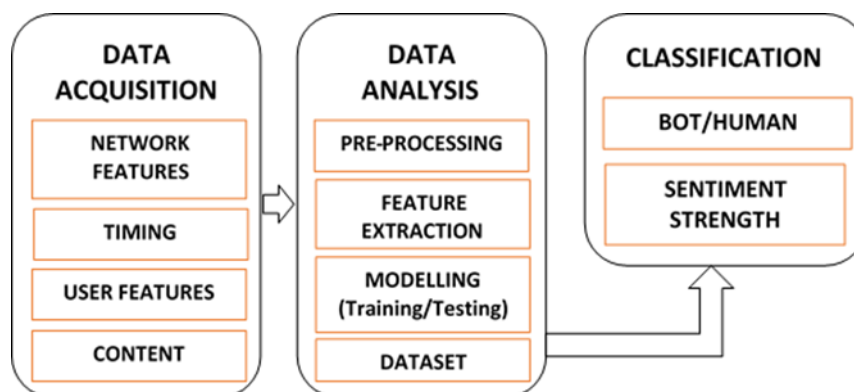 DATA
ACQUISITION
NETWORK
FEATURES
TIMING
USER FEATURES
CONTENT
DATA
ANALYSIS
PRE-PROCESSING
FEATURE
EXTRACTION
MODELLING
(Training/Testing)
DATASET
CLASSIFICATION
BOT/HUMAN
SENTIMENT
STRENGTH